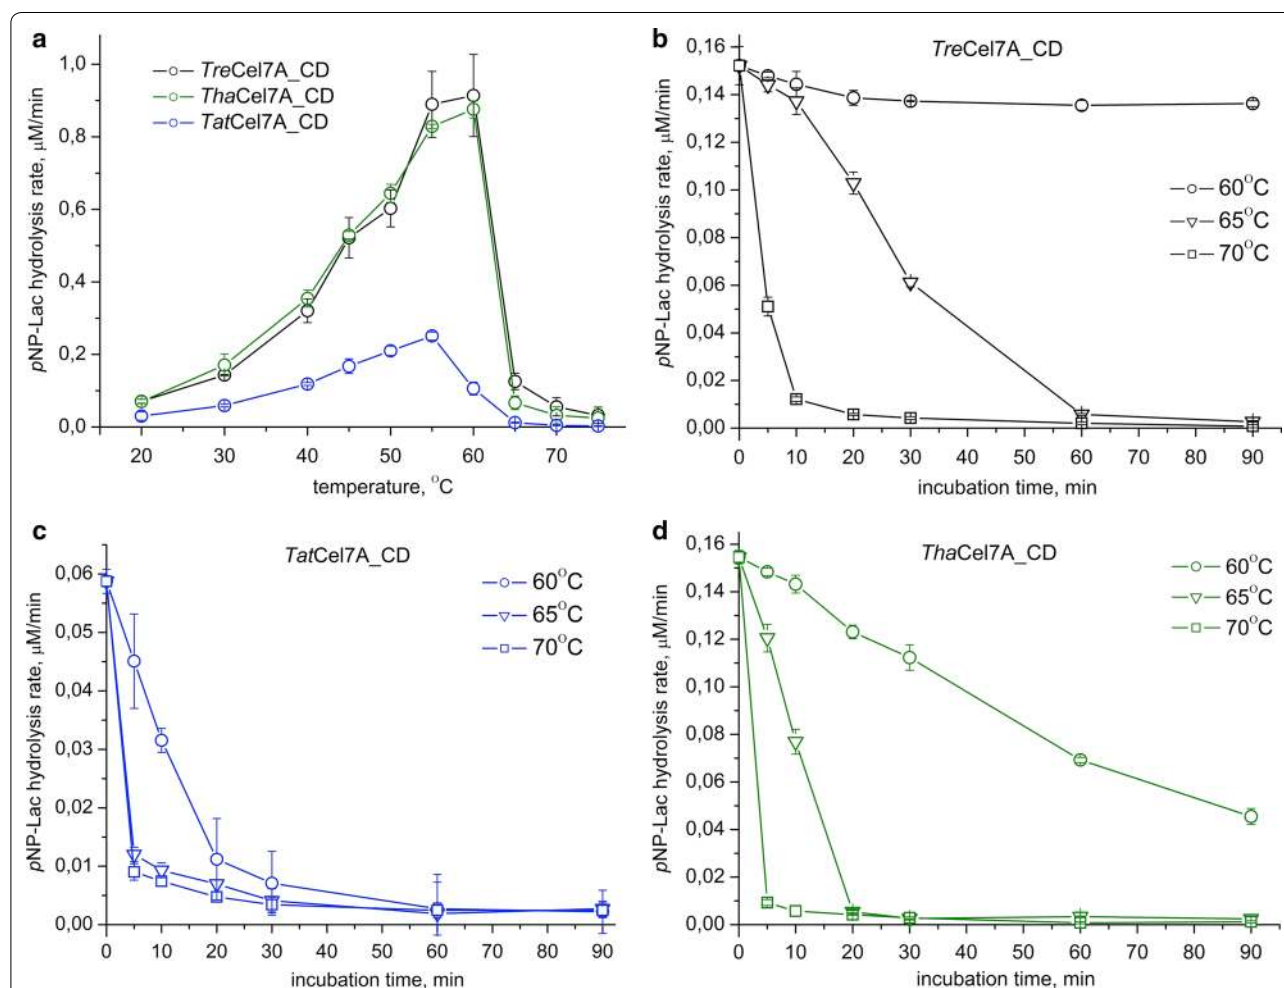 a
TreCel7A_CD
ThaCel7A_CD
TatCel7A_CD
pNP-Lac hydrolysis rate, μM/min
1,0
0,8
0,6
0,4
0,2
0,0
20 30 40 50 60 70
temperature, °C
b
TreCel7A_CD
60°C
65°C
70°C
pNP-Lac hydrolysis rate, μM/min
0,16
0,14
0,12
0,10
0,08
0,06
0,04
0,02
0,00
0 10 20 30 40 50 60 70 80 90
incubation time, min
c
TatCel7A_CD
60°C
65°C
70°C
pNP-Lac hydrolysis rate, μM/min
0,06
0,05
0,04
0,03
0,02
0,01
0,00
0 10 20 30 40 50 60 70 80 90
incubation time, min
d
ThaCel7A_CD
60°C
65°C
70°C
pNP-Lac hydrolysis rate, μM/min
0,16
0,14
0,12
0,10
0,08
0,06
0,04
0,02
0,00
0 10 20 30 40 50 60 70 80 90
incubation time, min